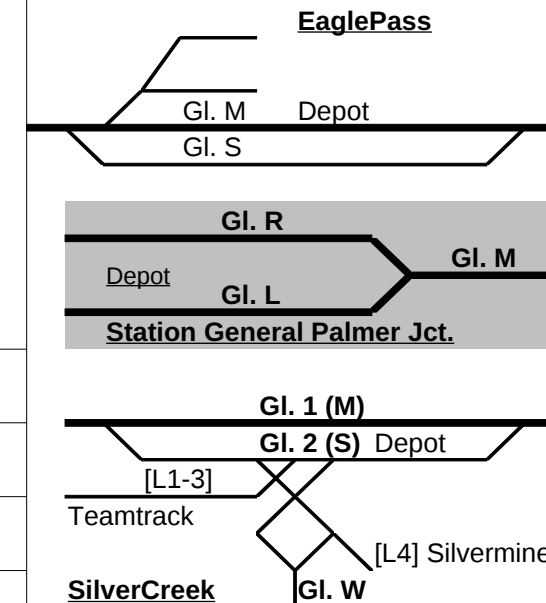 EaglePass
Gl. M Depot
Gl. S
Gl. R
Gl. M
Depot
Gl. L
Station General Palmer Jct.
Gl. 1 (M)
Gl. 2 (S) Depot
[L1-3]
Teamtrack
[L4] Silvermine
SilverCreek Gl. W